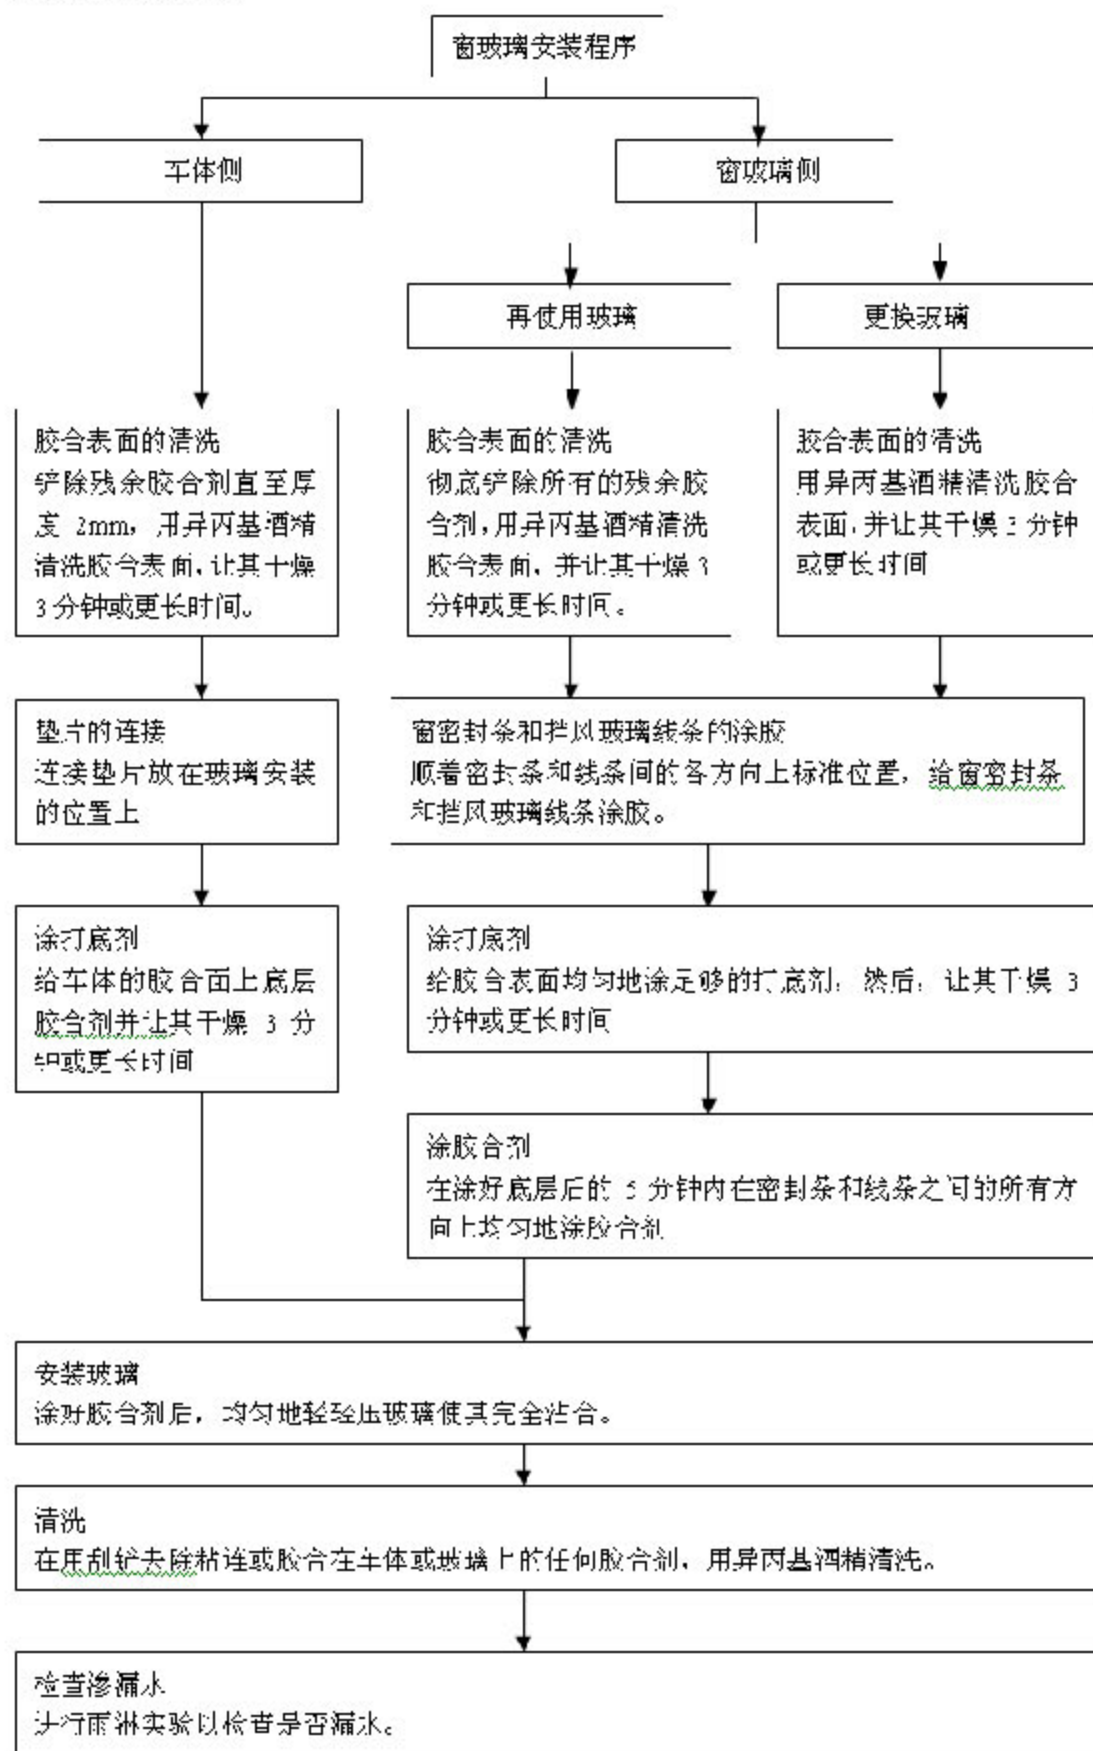 窗玻璃安装程序
车体侧
窗玻璃侧
再使用玻璃
更换玻璃
胶合表面的清洗
铲除残余胶合剂直至厚
度 2mm，用异丙基酒精
清洗胶合表面，让其干燥
3 分钟或更长时间。
胶合表面的清洗
彻底铲除所有的残余胶
合剂，用异丙基酒精清洗
胶合表面，并让其干燥 3
分钟或更长时间。
胶合表面的清洗
用异丙基酒精清洗胶合
表面，并让其干燥 3 分钟
或更长时间
垫片的连接
连接垫片放在玻璃安装
的位置上
窗密封条和挡风玻璃线条的涂胶
顺着密封条和线条间的各方向上标准位置，给窗密封条
和挡风玻璃线条涂胶。
涂打底剂
给车体的胶合面上底层
胶合剂并让其干燥 3 分
钟或更长时间
涂打底剂
给胶合表面均匀地涂足够的打底剂，然后，让其干燥 3
分钟或更长时间
涂胶合剂
在涂好底层后的 5 分钟内在密封条和线条之间的所有方
向上均匀地涂胶合剂
安装玻璃
涂好胶合剂后，均匀地轻轻压玻璃使其完全粘合。
清洗
在用刮铲去除粘连或胶合在车体或玻璃上的任何胶合剂，用异丙基酒精清洗。
检查渗漏水
进行雨淋实验以检查是否漏水。